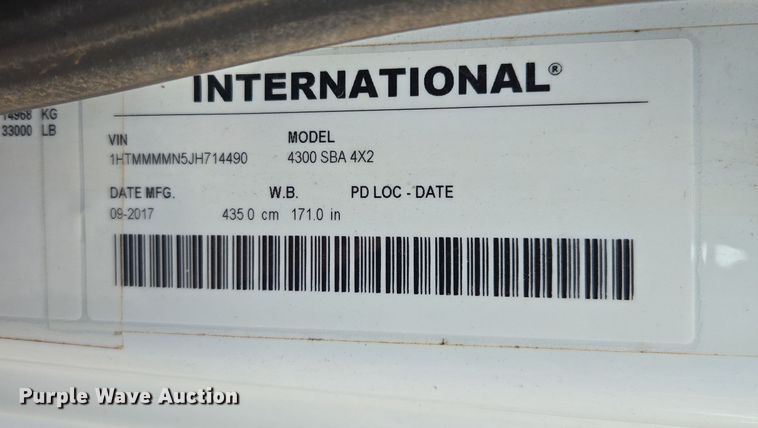 INTERNATIONAL®
14968 KG
33000 LB
VIN MODEL
1HTMMMMN5JH714490 4300 SBA 4X2
DATE MFG. W.B. PD LOC - DATE
09-2017 435.0 cm 171.0 in
Purple Wave Auction